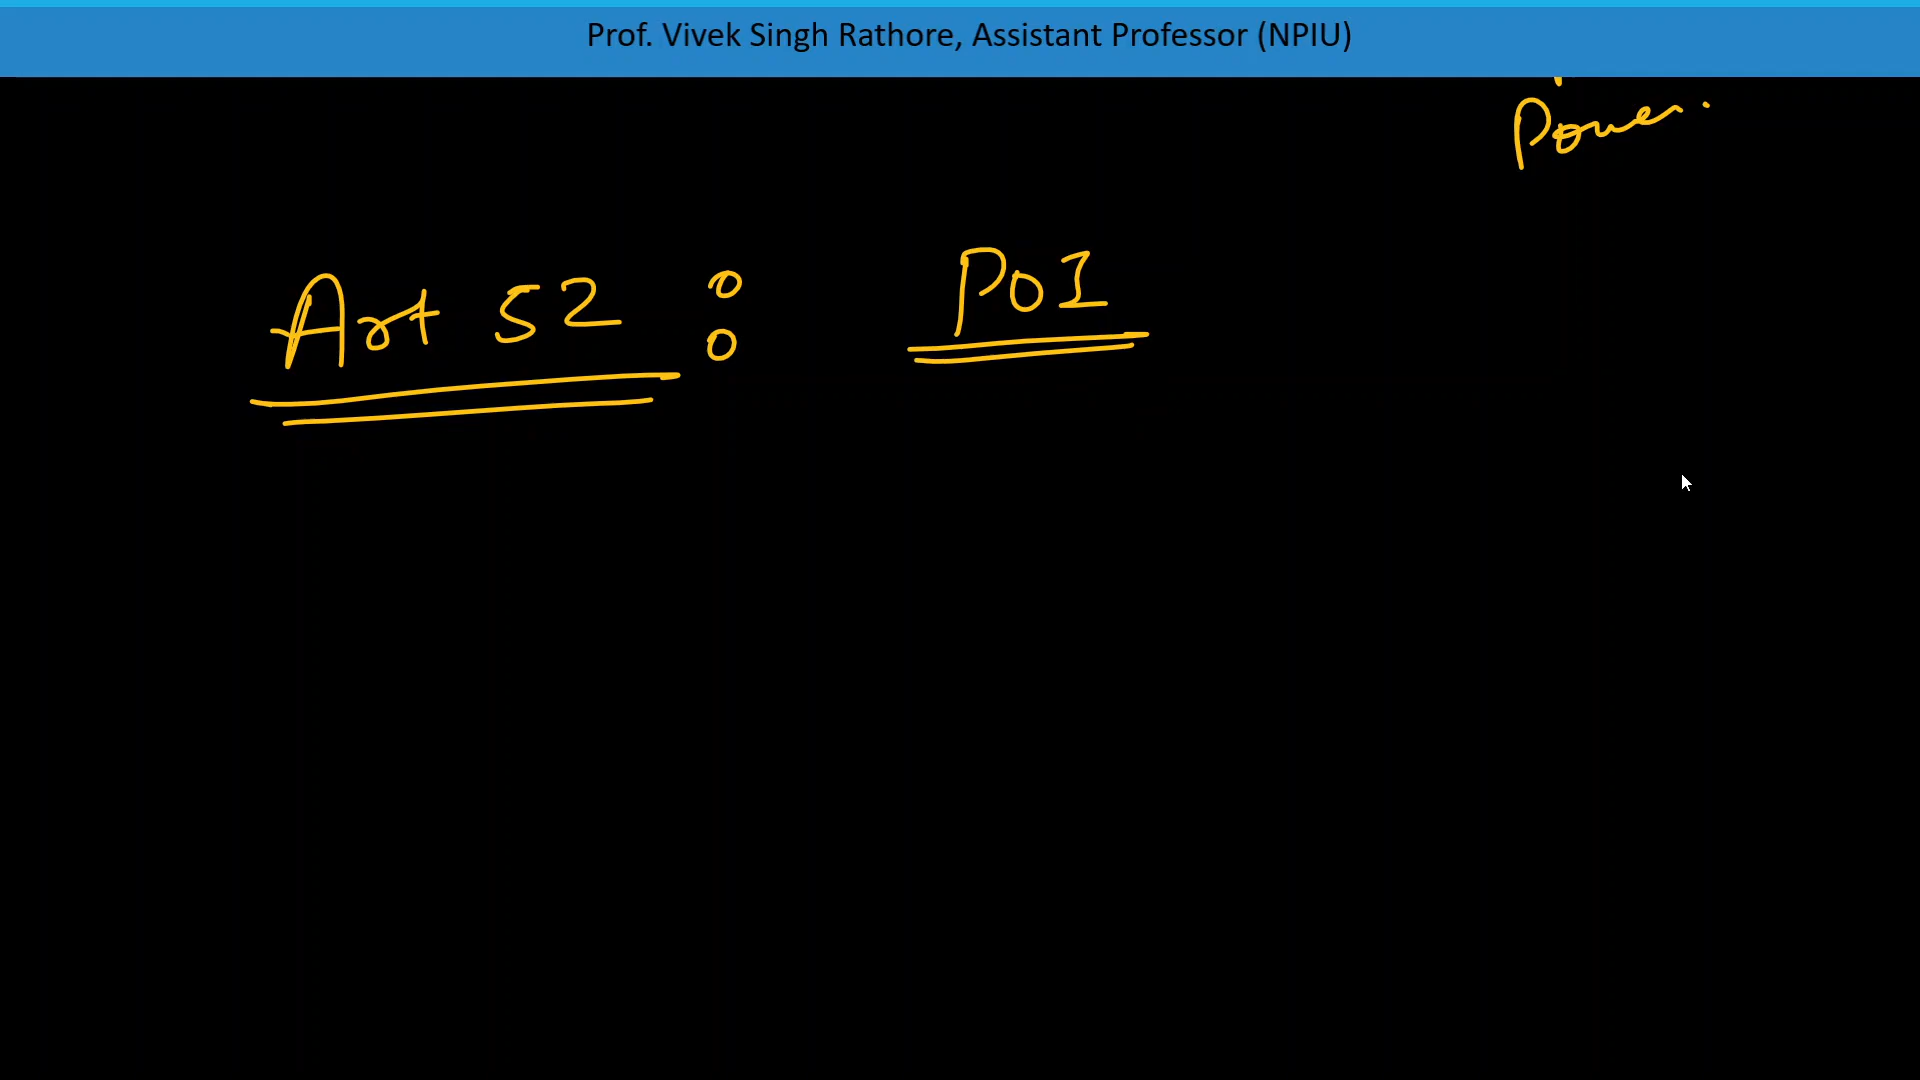 Prof. Vivek Singh Rathore, Assistant Professor (NPIU)
Power.
Art 52 : PoI